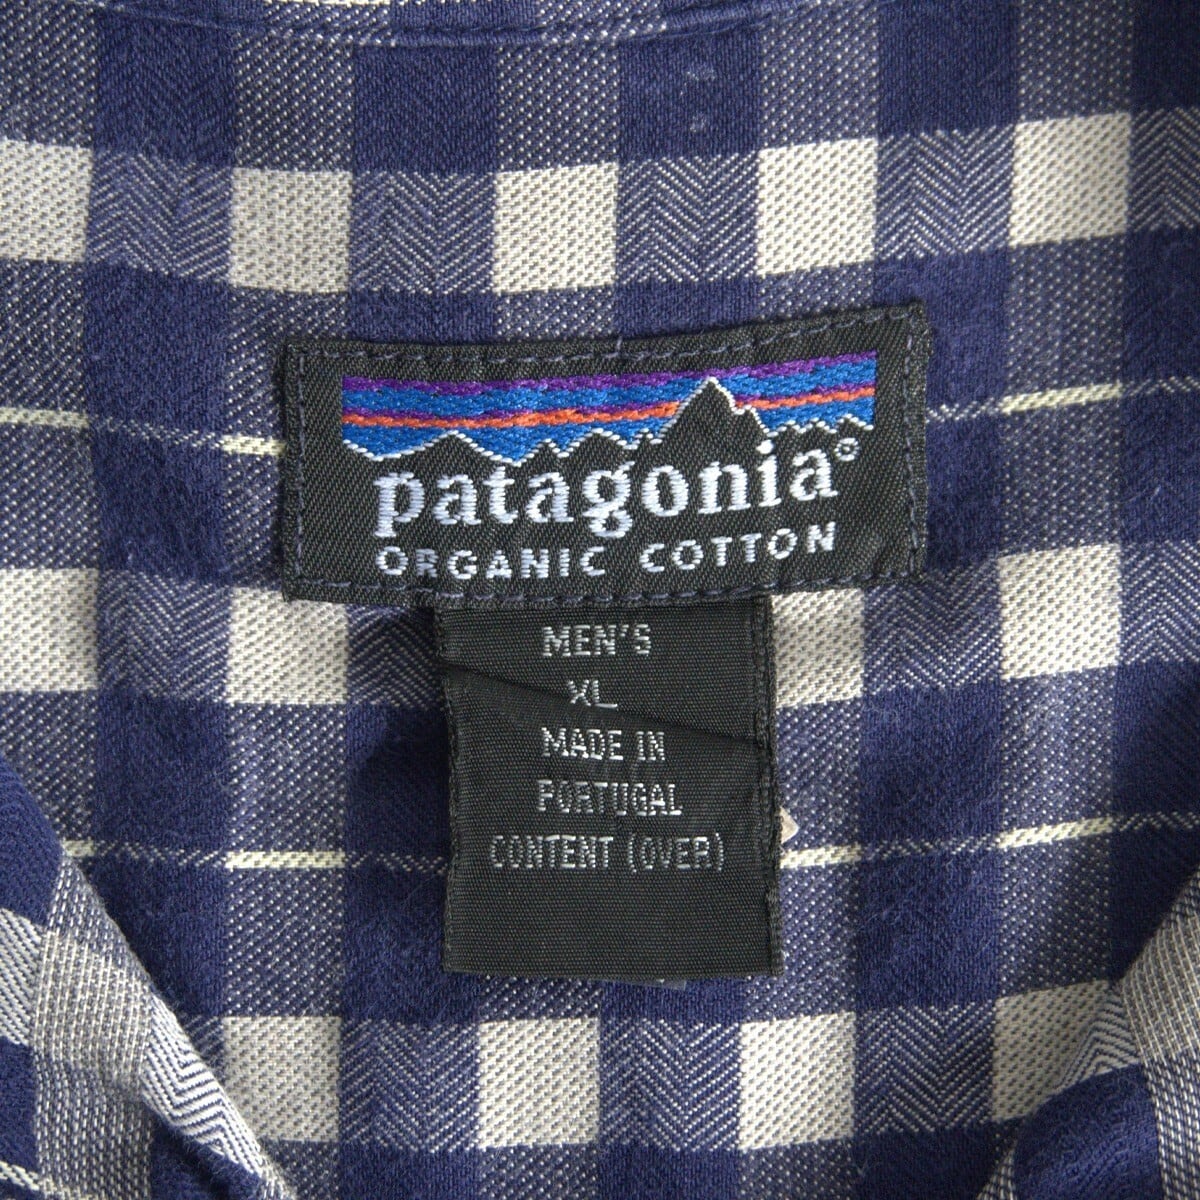 patagonia®
ORGANIC COTTON
MEN'S
XL
MADE IN
PORTUGAL
CONTENT (OVER)